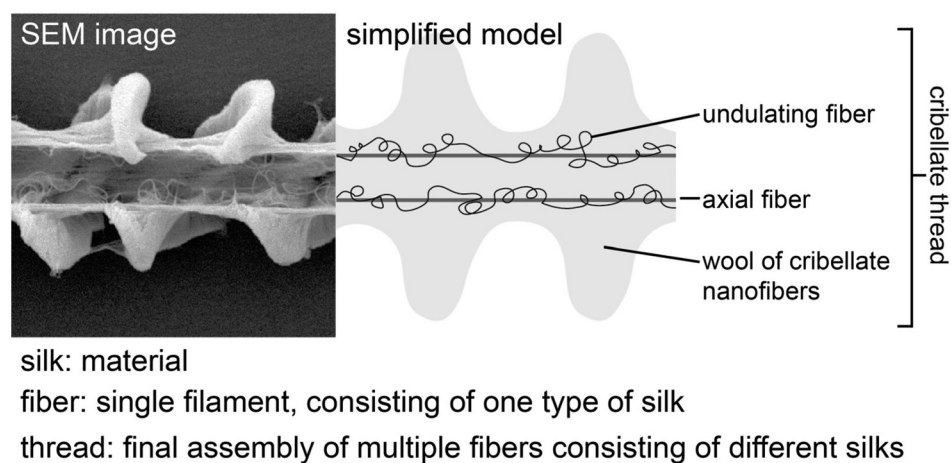 SEM image
simplified model
undulating fiber
axial fiber
wool of cribellate
nanofibers
cribellate thread
silk: material
fiber: single filament, consisting of one type of silk
thread: final assembly of multiple fibers consisting of different silks